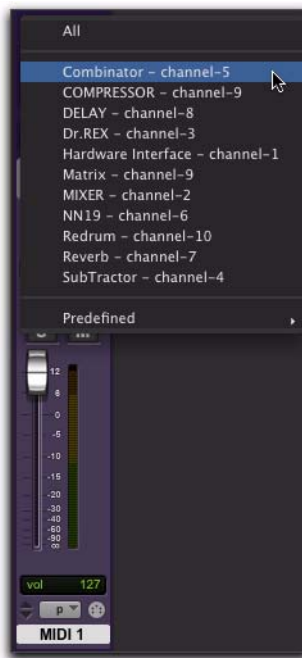 All
Combinator – channel-5
COMPRESSOR – channel-9
DELAY – channel-8
Dr.REX – channel-3
Hardware Interface – channel-1
Matrix – channel-9
MIXER – channel-2
NN19 – channel-6
Redrum – channel-10
Reverb – channel-7
SubTractor – channel-4
Predefined
12
6
0
-5
-10
-15
-20
-30
-40
-60
-90
∞
vol 127
p
MIDI 1